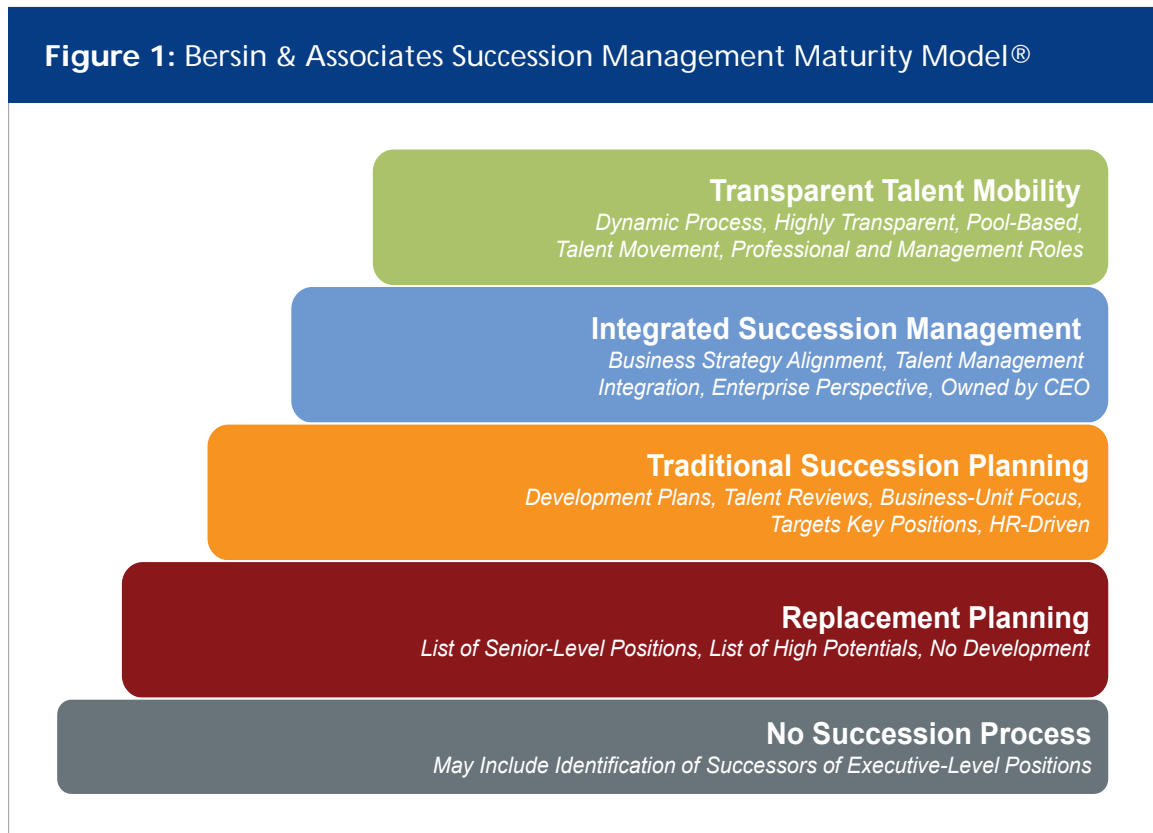 Figure 1: Bersin & Associates Succession Management Maturity Model®
Transparent Talent Mobility
Dynamic Process, Highly Transparent, Pool-Based,
Talent Movement, Professional and Management Roles
Integrated Succession Management
Business Strategy Alignment, Talent Management
Integration, Enterprise Perspective, Owned by CEO
Traditional Succession Planning
Development Plans, Talent Reviews, Business-Unit Focus,
Targets Key Positions, HR-Driven
Replacement Planning
List of Senior-Level Positions, List of High Potentials, No Development
No Succession Process
May Include Identification of Successors of Executive-Level Positions